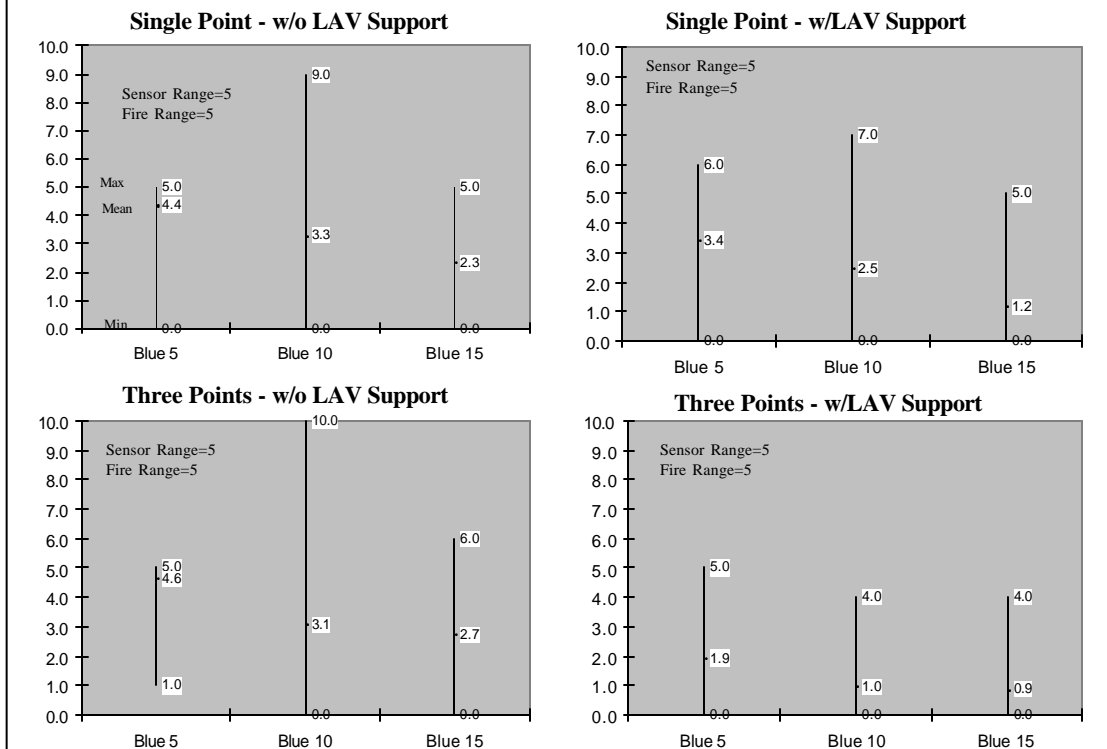 Single Point - w/o LAV Support
10.0
9.0
8.0
7.0
6.0
5.0
4.0
3.0
2.0
1.0
0.0
Sensor Range=5
Fire Range=5
Max
Mean
Min
5.0
4.4
0.0
9.0
3.3
0.0
5.0
2.3
0.0
Blue 5
Blue 10
Blue 15
Single Point - w/LAV Support
10.0
9.0
8.0
7.0
6.0
5.0
4.0
3.0
2.0
1.0
0.0
Sensor Range=5
Fire Range=5
6.0
3.4
0.0
7.0
2.5
0.0
5.0
1.2
0.0
Blue 5
Blue 10
Blue 15
Three Points - w/o LAV Support
10.0
9.0
8.0
7.0
6.0
5.0
4.0
3.0
2.0
1.0
0.0
Sensor Range=5
Fire Range=5
5.0
4.6
1.0
10.0
3.1
0.0
6.0
2.7
0.0
Blue 5
Blue 10
Blue 15
Three Points - w/LAV Support
10.0
9.0
8.0
7.0
6.0
5.0
4.0
3.0
2.0
1.0
0.0
Sensor Range=5
Fire Range=5
5.0
1.9
0.0
4.0
1.0
0.0
4.0
0.9
0.0
Blue 5
Blue 10
Blue 15